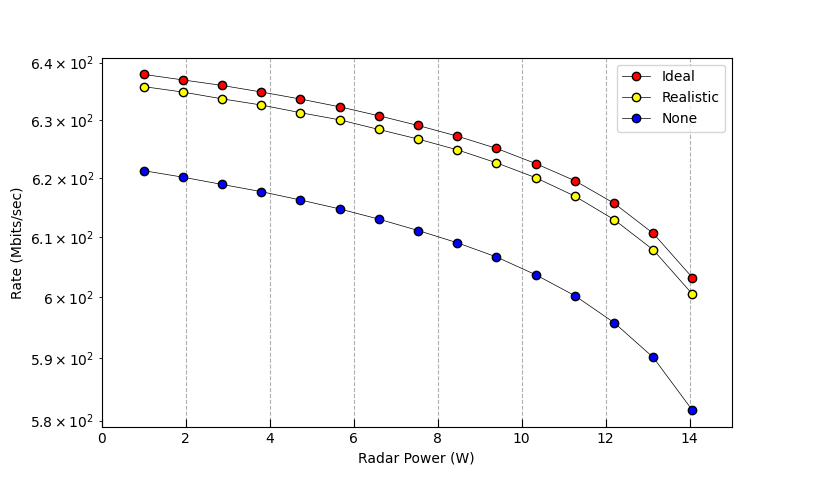 6.4 × 10²
6.3 × 10²
6.2 × 10²
6.1 × 10²
6 × 10²
5.9 × 10²
5.8 × 10²
Rate (Mbits/sec)
Ideal
Realistic
None
0 2 4 6 8 10 12 14
Radar Power (W)